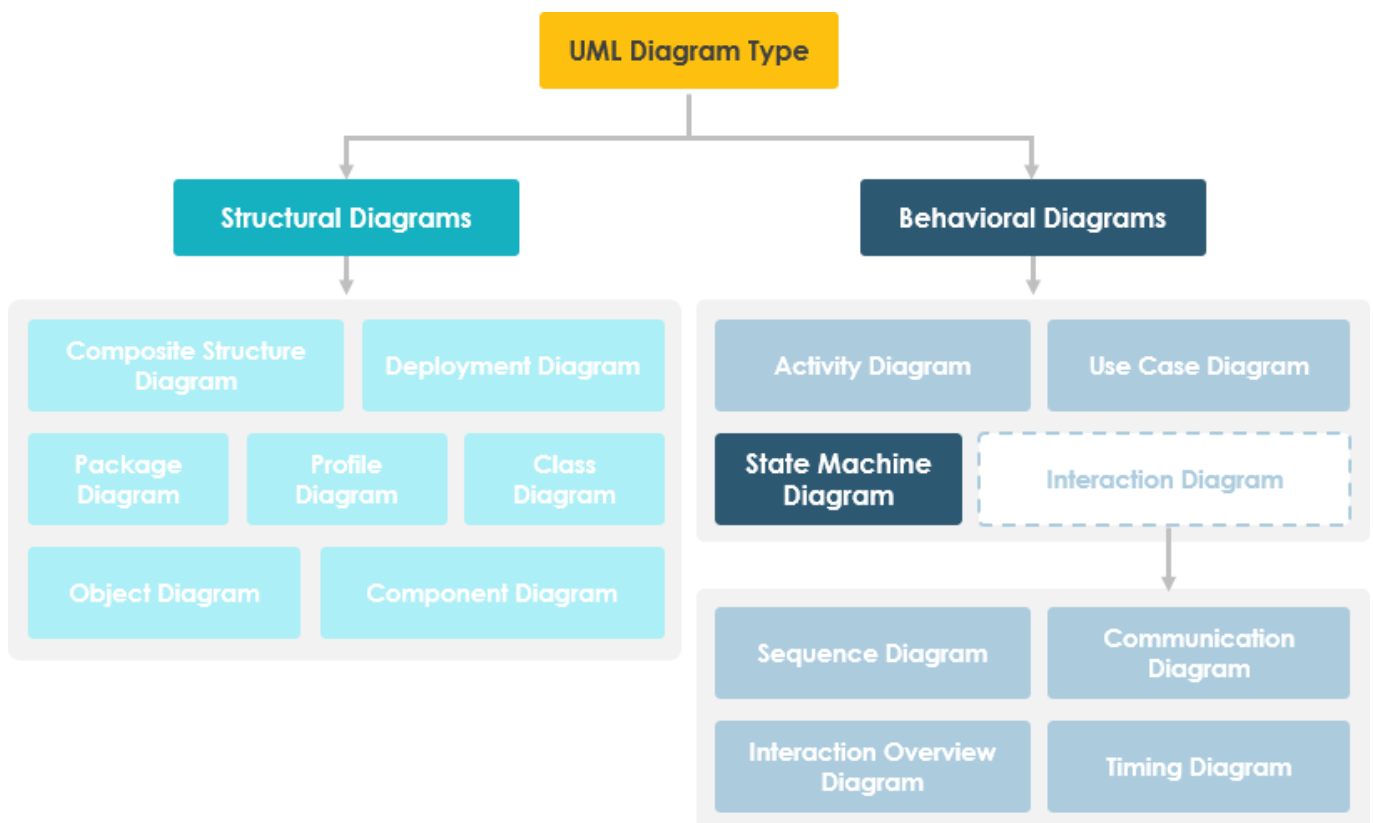 UML Diagram Type
Structural Diagrams
Behavioral Diagrams
Composite Structure
Diagram
Deployment Diagram
Package
Diagram
Profile
Diagram
Class
Diagram
Object Diagram
Component Diagram
Activity Diagram
Use Case Diagram
State Machine
Diagram
Interaction Diagram
Sequence Diagram
Communication
Diagram
Interaction Overview
Diagram
Timing Diagram